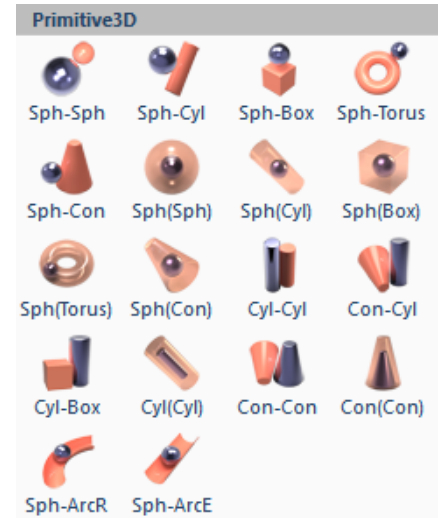 Primitive3D
Sph-Sph Sph-Cyl Sph-Box Sph-Torus
Sph-Con Sph(Sph) Sph(Cyl) Sph(Box)
Sph(Torus) Sph(Con) Cyl-Cyl Con-Cyl
Cyl-Box Cyl(Cyl) Con-Con Con(Con)
Sph-ArcR Sph-ArcE